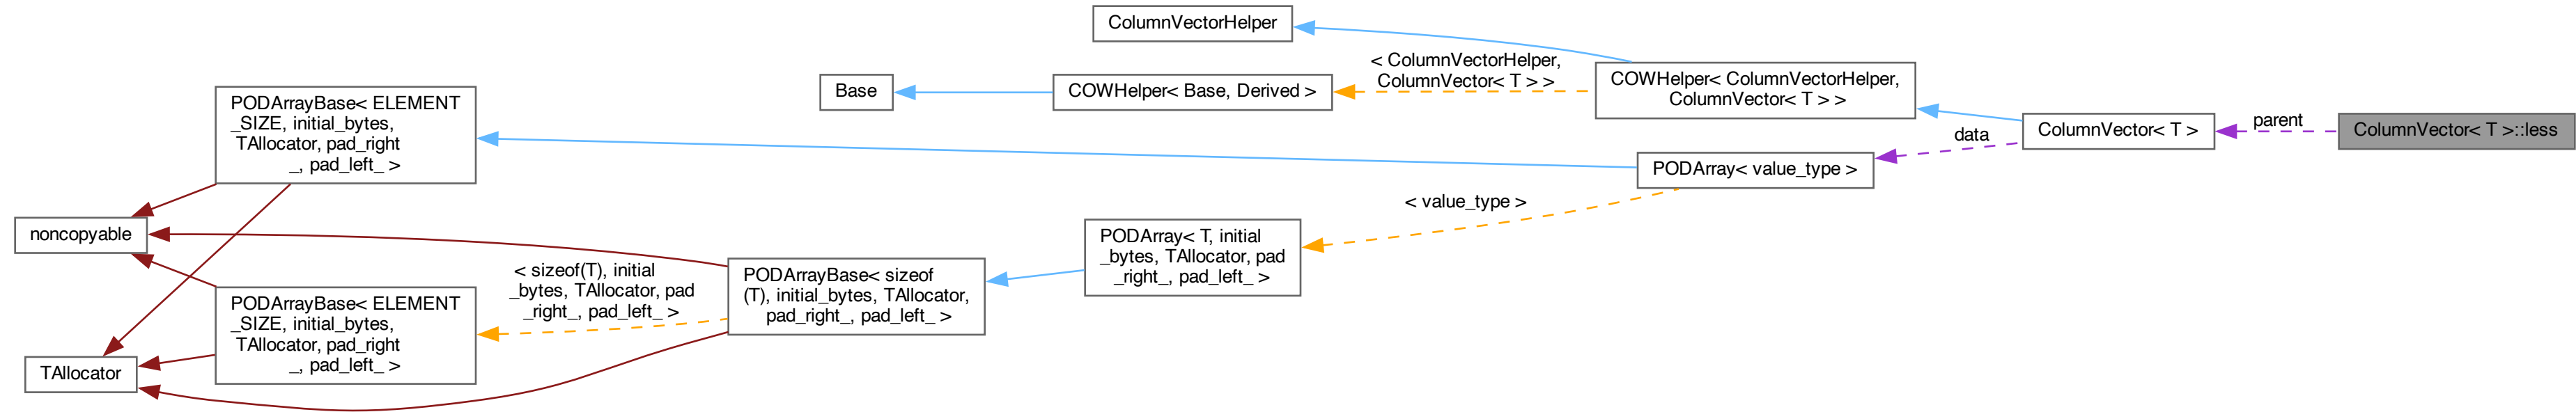 ColumnVectorHelper
< ColumnVectorHelper,
ColumnVector< T > >
Base
COWHelper< Base, Derived >
COWHelper< ColumnVectorHelper,
ColumnVector< T > >
PODArrayBase< ELEMENT
_SIZE, initial_bytes,
TAllocator, pad_right
_, pad_left_ >
data
ColumnVector< T >
parent
ColumnVector< T >::less
PODArray< value_type >
< value_type >
noncopyable
PODArray< T, initial
_bytes, TAllocator, pad
_right_, pad_left_ >
< sizeof(T), initial
_bytes, TAllocator, pad
_right_, pad_left_ >
PODArrayBase< sizeof
(T), initial_bytes, TAllocator,
pad_right_, pad_left_ >
PODArrayBase< ELEMENT
_SIZE, initial_bytes,
TAllocator, pad_right
_, pad_left_ >
TAllocator